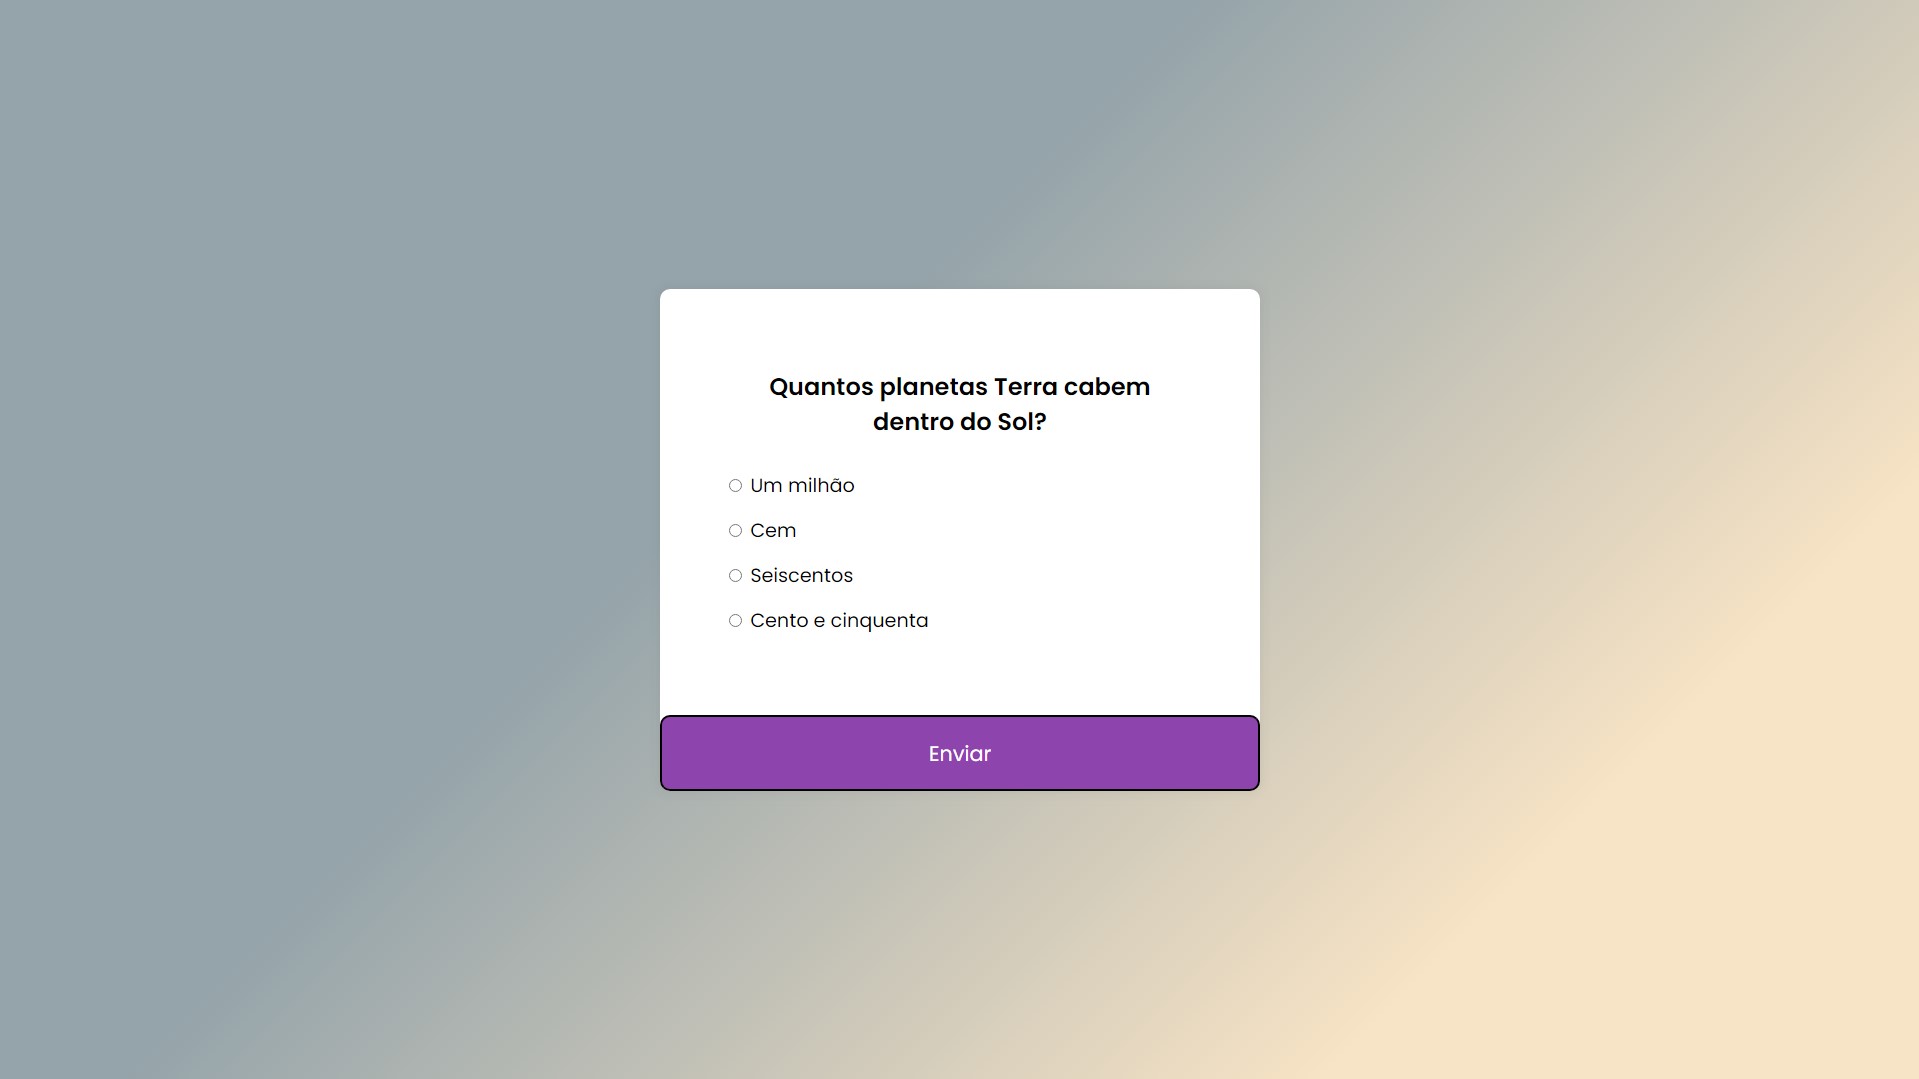 Quantos planetas Terra cabem
dentro do Sol?
Um milhão
Cem
Seiscentos
Cento e cinquenta
Enviar